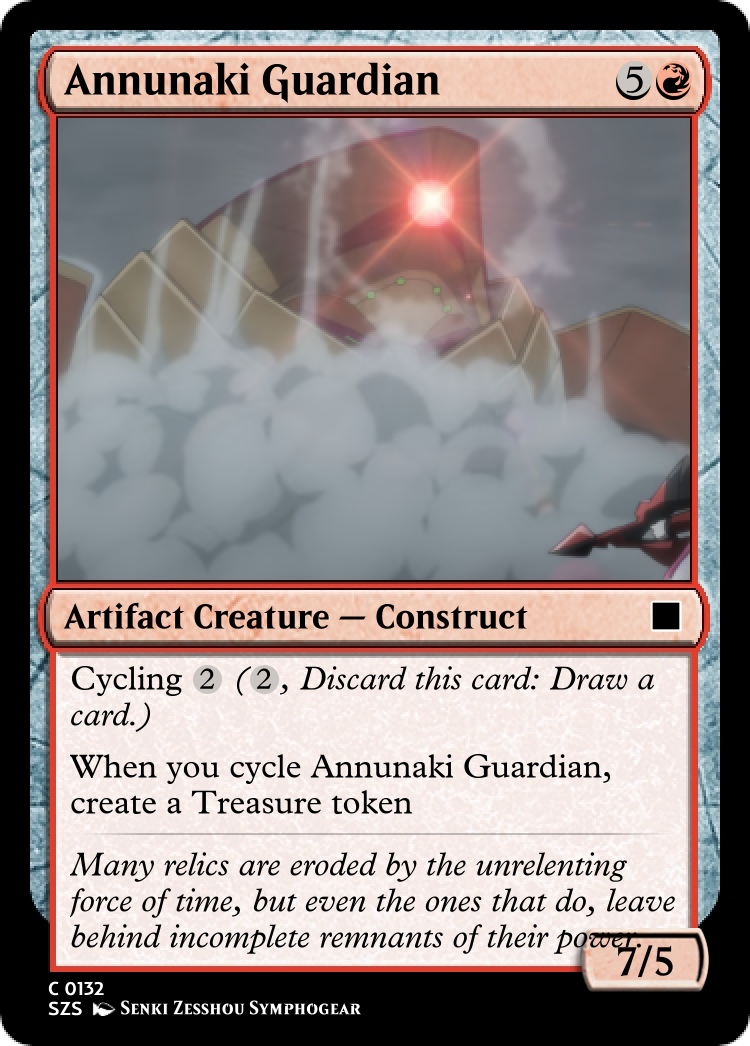 Annunaki Guardian 5
Artifact Creature — Construct
Cycling 2 (2, Discard this card: Draw a
card.)
When you cycle Annunaki Guardian,
create a Treasure token
Many relics are eroded by the unrelenting
force of time, but even the ones that do, leave
behind incomplete remnants of their power.
7/5
C 0132
SZS Senki Zesshou Symphogear